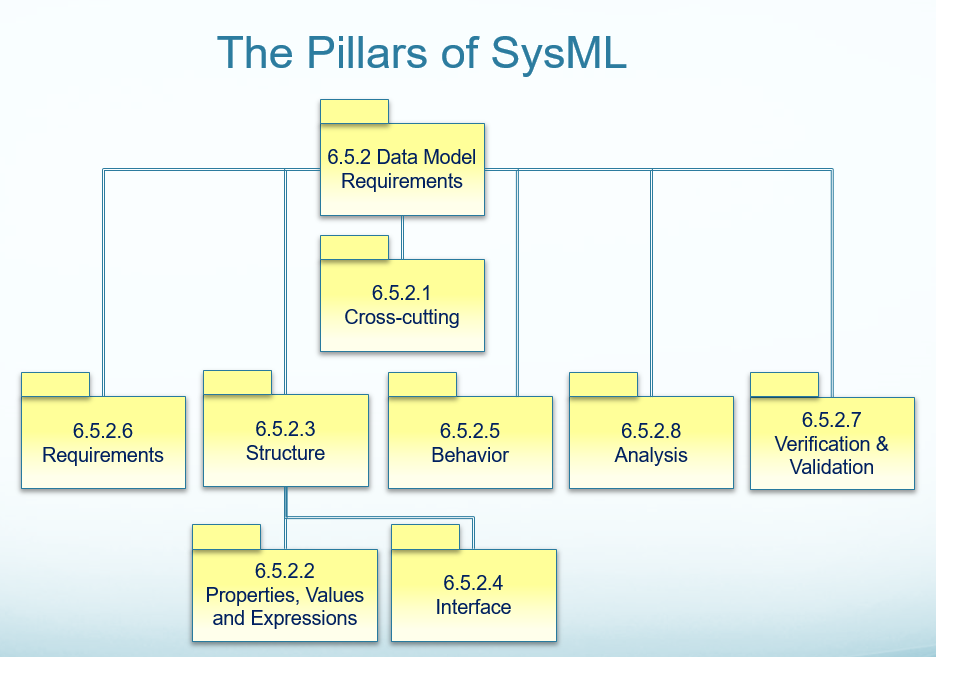 The Pillars of SysML
6.5.2 Data Model
Requirements
6.5.2.1
Cross-cutting
6.5.2.6
Requirements
6.5.2.3
Structure
6.5.2.5
Behavior
6.5.2.8
Analysis
6.5.2.7
Verification &
Validation
6.5.2.2
Properties, Values
and Expressions
6.5.2.4
Interface